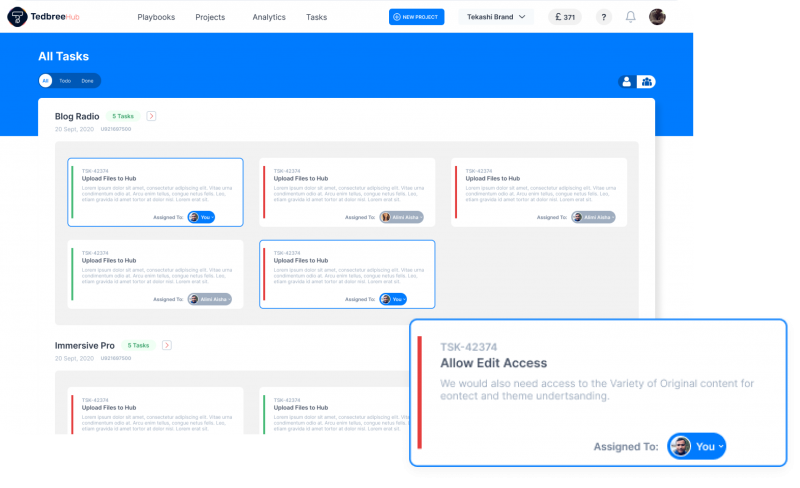 TedbreeHub
Playbooks Projects Analytics Tasks NEW PROJECT Tekashi Brand £ 371 ?
All Tasks
All Todo Done
Blog Radio 5 Tasks
20 Sept, 2020 US21697500
TSK-42374
Upload Files to Hub
Lorem ipsum dolor sit amet, consectetur adipiscing elit. Vitae urna
condimentum odio at. Arcu enim tellus, congue netus felis. Leo,
etiam gravida id amet tortor at dolor id. Lorem erat sit.
Assigned To: You
TSK-42374
Upload Files to Hub
Lorem ipsum dolor sit amet, consectetur adipiscing elit. Vitae urna
condimentum odio at. Arcu enim tellus, congue netus felis. Leo,
etiam gravida id amet tortor at dolor id. Lorem erat sit.
Assigned To: Alimi Aisha
TSK-42374
Upload Files to Hub
Lorem ipsum dolor sit amet, consectetur adipiscing elit. Vitae urna
condimentum odio at. Arcu enim tellus, congue netus felis. Leo,
etiam gravida id amet tortor at dolor id. Lorem erat sit.
Assigned To: Alimi Aisha
TSK-42374
Upload Files to Hub
Lorem ipsum dolor sit amet, consectetur adipiscing elit. Vitae urna
condimentum odio at. Arcu enim tellus, congue netus felis. Leo,
etiam gravida id amet tortor at dolor id. Lorem erat sit.
Assigned To: Alimi Aisha
TSK-42374
Upload Files to Hub
Lorem ipsum dolor sit amet, consectetur adipiscing elit. Vitae urna
condimentum odio at. Arcu enim tellus, congue netus felis. Leo,
etiam gravida id amet tortor at dolor id. Lorem erat sit.
Assigned To: You
Immersive Pro 5 Tasks
20 Sept, 2020 US21697500
TSK-42374
Upload Files to Hub
Lorem ipsum dolor sit amet, consectetur adipiscing elit. Vitae urna
condimentum odio at. Arcu enim tellus, congue netus felis. Leo,
etiam gravida id amet tortor at dolor id. Lorem erat sit.
TSK-42374
Upload Files to Hub
Lorem ipsum dolor sit amet, consectetur adipiscing elit.
condimentum odio at. Arcu enim tellus, congue netus felis.
etiam gravida id amet tortor at dolor id. Lorem erat sit.
TSK-42374
Allow Edit Access
We would also need access to the Variety of Original content for
eontect and theme undertsanding.
Assigned To: You